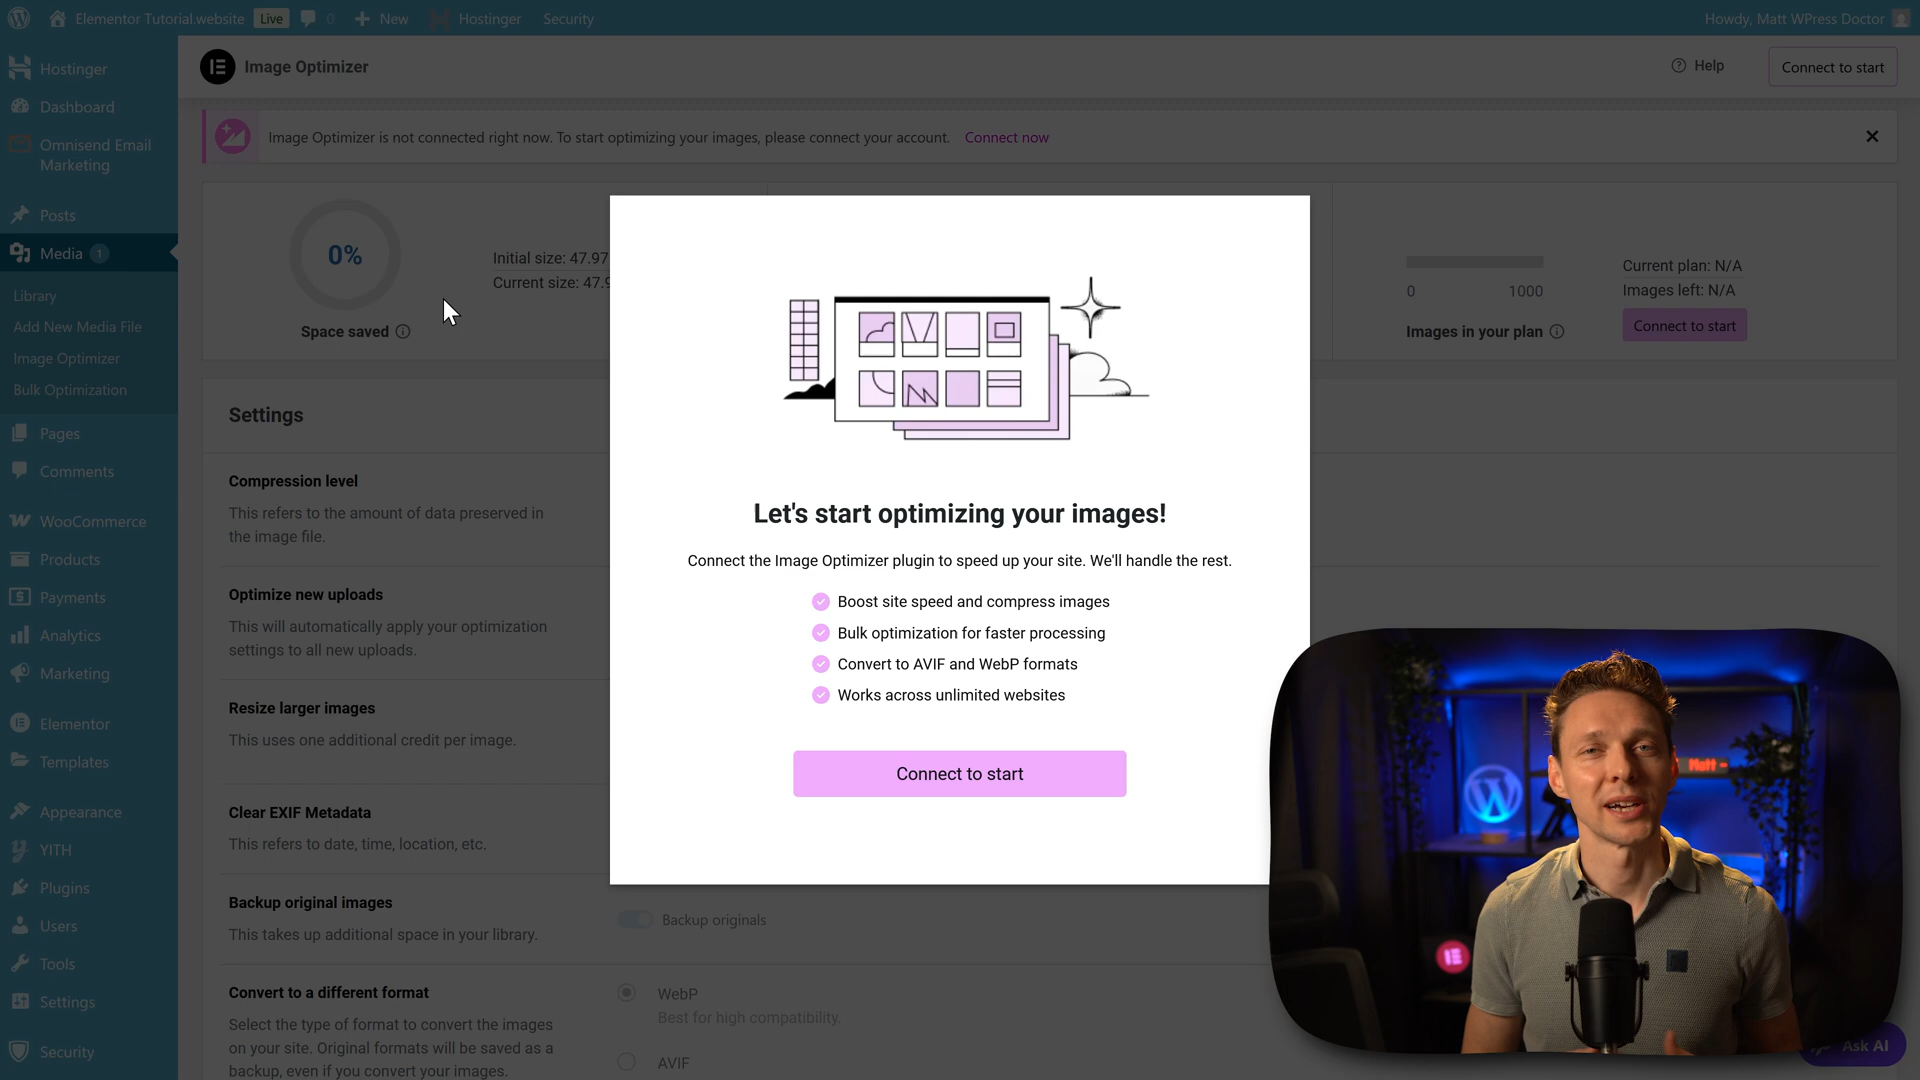 Elementor Tutorial.website
Live
0
New
Hostinger
Security
Howdy, Matt WPress Doctor
Hostinger
Dashboard
Omnisend Email
Marketing
Posts
Media 1
Library
Add New Media File
Image Optimizer
Bulk Optimization
Pages
Comments
WooCommerce
Products
Payments
Analytics
Marketing
Elementor
Templates
Appearance
YITH
Plugins
Users
Tools
Settings
Security
Image Optimizer
Help
Connect to start
Image Optimizer is not connected right now. To start optimizing your images, please connect your account. Connect now
0%
Space saved
Initial size: 47.97
Current size: 47.9
0 1000
Images in your plan
Current plan: N/A
Images left: N/A
Connect to start
Settings
Compression level
This refers to the amount of data preserved in
the image file.
Optimize new uploads
This will automatically apply your optimization
settings to all new uploads.
Resize larger images
This uses one additional credit per image.
Clear EXIF Metadata
This refers to date, time, location, etc.
Backup original images
This takes up additional space in your library.
Backup originals
Convert to a different format
Select the type of format to convert the images
on your site. Original formats will be saved as a
backup, even if you convert your images.
WebP
Best for high compatibility.
AVIF
Let's start optimizing your images!
Connect the Image Optimizer plugin to speed up your site. We'll handle the rest.
Boost site speed and compress images
Bulk optimization for faster processing
Convert to AVIF and WebP formats
Works across unlimited websites
Connect to start
Matt -
Ask AI